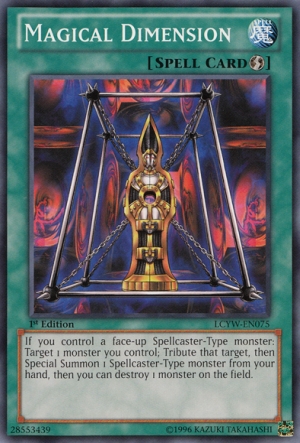 MAGICAL DIMENSION
魔
[SPELL CARD]
1st Edition
LCYW-EN075
If you control a face-up Spellcaster-Type monster:
Target 1 monster you control; Tribute that target, then
Special Summon 1 Spellcaster-Type monster from your
hand, then you can destroy 1 monster on the field.
28553439
©1996 KAZUKI TAKAHASHI